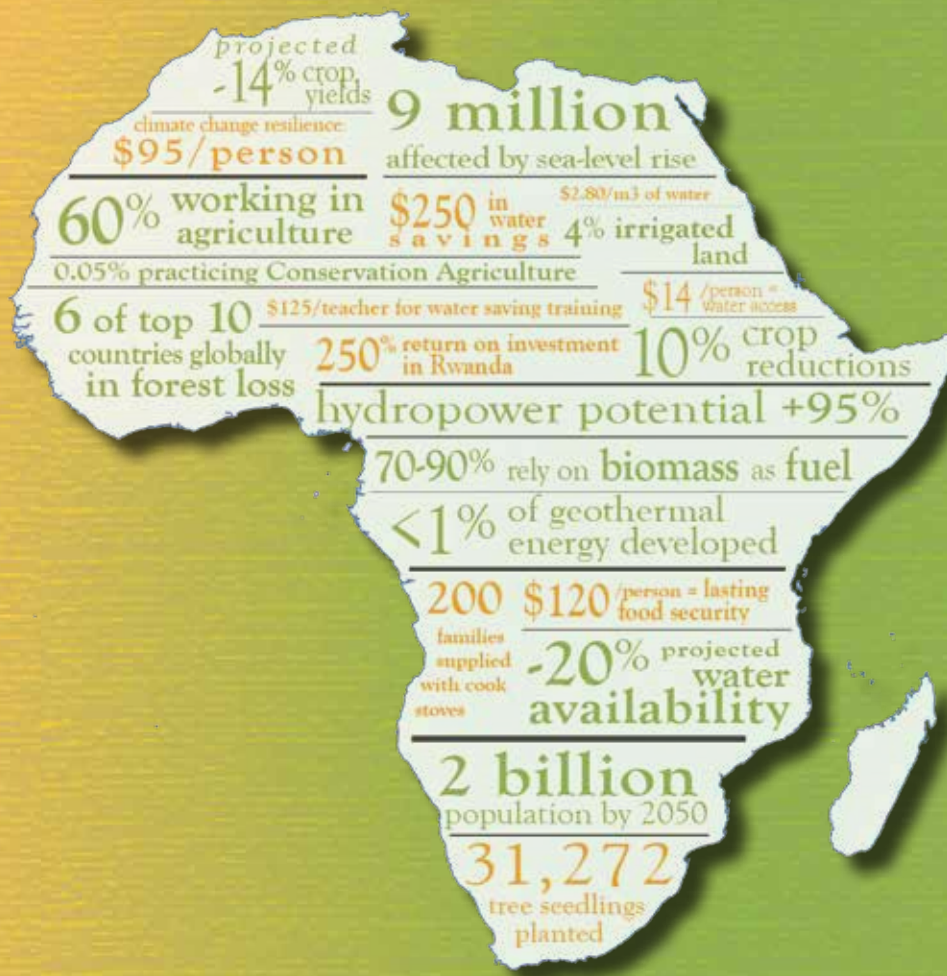 projected
-14% crop
yields
climate change resilience:
$95/person
9 million
affected by sea-level rise
60% working in
agriculture
$250 in
water
savings
$2.80/m3 of water
4% irrigated
land
0.05% practicing Conservation Agriculture
$14 /person =
water access
6 of top 10
countries globally
in forest loss
$125/teacher for water saving training
250% return on investment
in Rwanda
10% crop
reductions
hydropower potential +95%
70-90% rely on biomass as fuel
<1% of geothermal
energy developed
200
families
supplied
with cook
stoves
$120 /person = lasting
food security
-20% projected
water
availability
2 billion
population by 2050
31,272
tree seedlings
planted